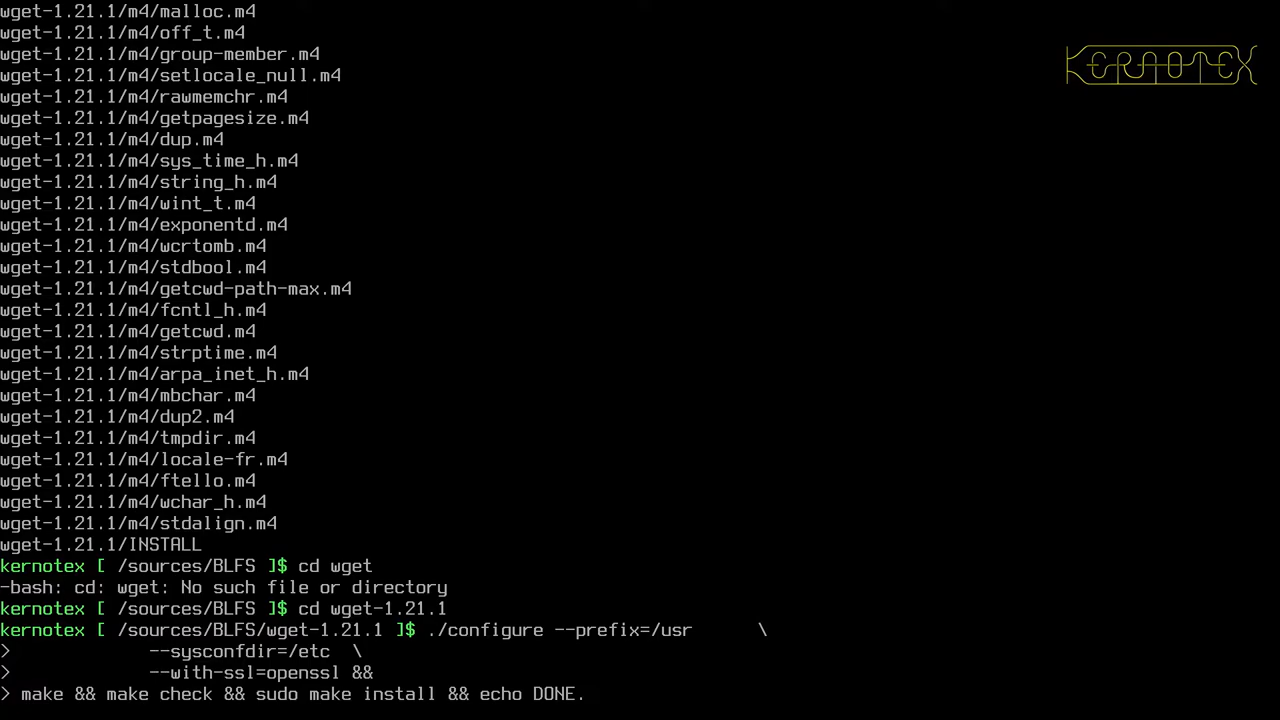 wget-1.21.1/m4/malloc.m4
KERNOTEX
wget-1.21.1/m4/off_t.m4
wget-1.21.1/m4/group-member.m4
wget-1.21.1/m4/setlocale_null.m4
wget-1.21.1/m4/rawmemchr.m4
wget-1.21.1/m4/getpagesize.m4
wget-1.21.1/m4/dup.m4
wget-1.21.1/m4/sys_time_h.m4
wget-1.21.1/m4/string_h.m4
wget-1.21.1/m4/wint_t.m4
wget-1.21.1/m4/exponentd.m4
wget-1.21.1/m4/wcrtomb.m4
wget-1.21.1/m4/stdbool.m4
wget-1.21.1/m4/getcwd-path-max.m4
wget-1.21.1/m4/fcntl_h.m4
wget-1.21.1/m4/getcwd.m4
wget-1.21.1/m4/strptime.m4
wget-1.21.1/m4/arpa_inet_h.m4
wget-1.21.1/m4/mbchar.m4
wget-1.21.1/m4/dup2.m4
wget-1.21.1/m4/tmpdir.m4
wget-1.21.1/m4/locale-fr.m4
wget-1.21.1/m4/ftello.m4
wget-1.21.1/m4/wchar_h.m4
wget-1.21.1/m4/stdalign.m4
wget-1.21.1/INSTALL
kernotex [ /sources/BLFS ]$ cd wget
-bash: cd: wget: No such file or directory
kernotex [ /sources/BLFS ]$ cd wget-1.21.1
kernotex [ /sources/BLFS/wget-1.21.1 ]$ ./configure --prefix=/usr      \
>             --sysconfdir=/etc  \
>             --with-ssl=openssl &&
> make && make check && sudo make install && echo DONE.